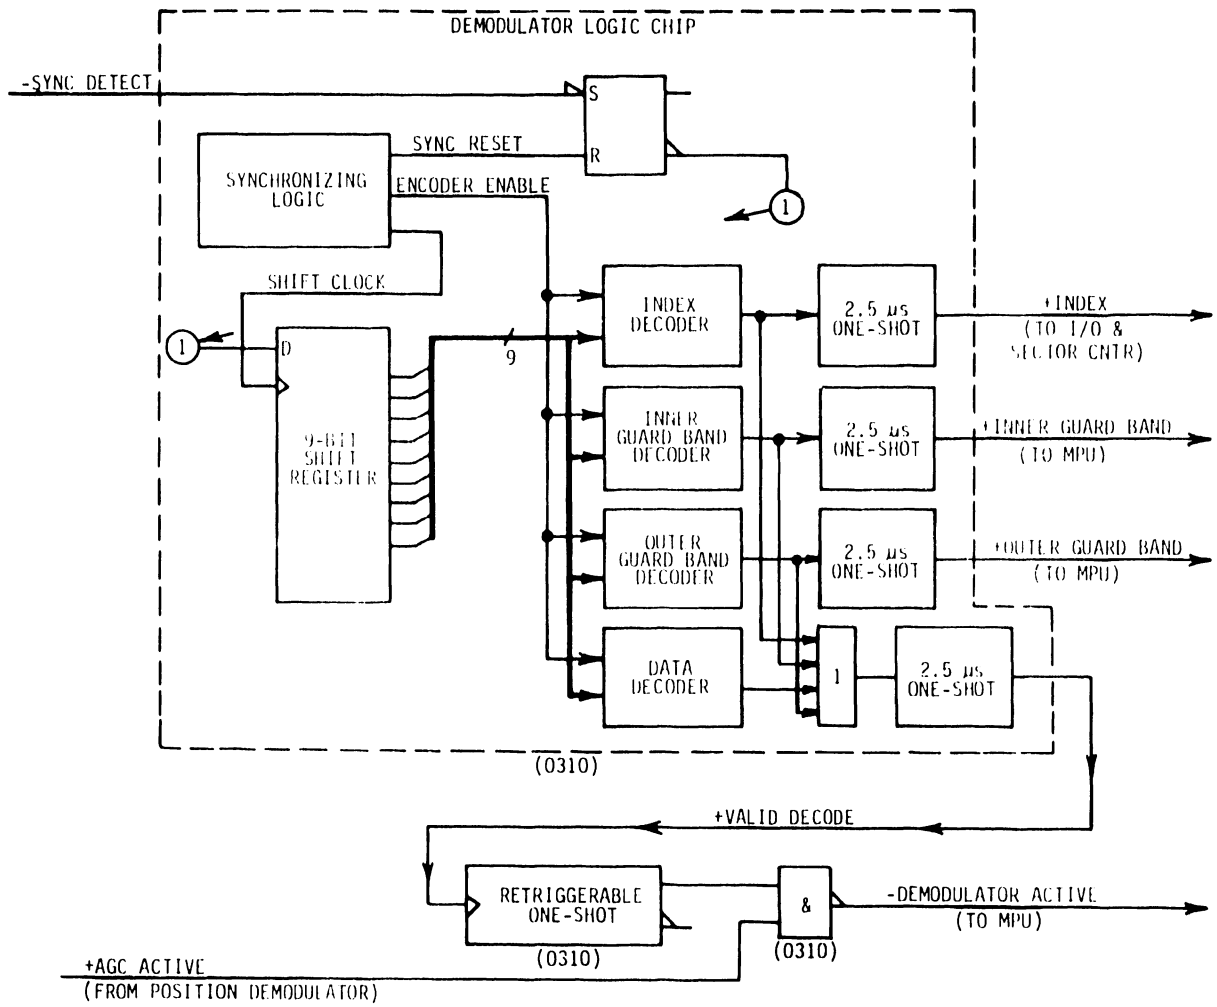 DEMODULATOR LOGIC CHIP
-SYNC DETECT
S
SYNC RESET
R
SYNCHRONIZING
LOGIC
ENCODER ENABLE
1
SHIFT CLOCK
1
D
9-BIT
SHIFT
REGISTER
9
INDEX
DECODER
2.5 µs
ONE-SHOT
+INDEX
(TO I/O &
SECTOR CNTR)
INNER
GUARD BAND
DECODER
2.5 µs
ONE-SHOT
+INNER GUARD BAND
(TO MPU)
OUTER
GUARD BAND
DECODER
2.5 µs
ONE-SHOT
+OUTER GUARD BAND
(TO MPU)
DATA
DECODER
1
2.5 µs
ONE-SHOT
(0310)
+VALID DECODE
RETRIGGERABLE
ONE-SHOT
(0310)
&
(0310)
-DEMODULATOR ACTIVE
(TO MPU)
+AGC ACTIVE
(FROM POSITION DEMODULATOR)